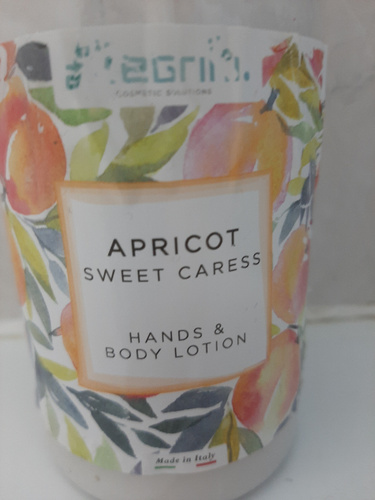 COSMETIC SOLUTIONS
APRICOT
SWEET CARESS
HANDS &
BODY LOTION
Made in Italy